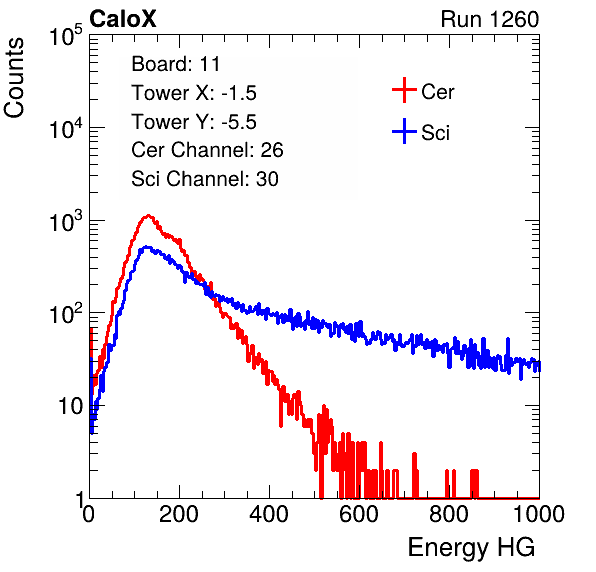 CaloX Run 1260
Counts
10^5
10^4
10^3
10^2
10
1
Board: 11
Tower X: -1.5
Tower Y: -5.5
Cer Channel: 26
Sci Channel: 30
Cer
Sci
0 200 400 600 800 1000
Energy HG